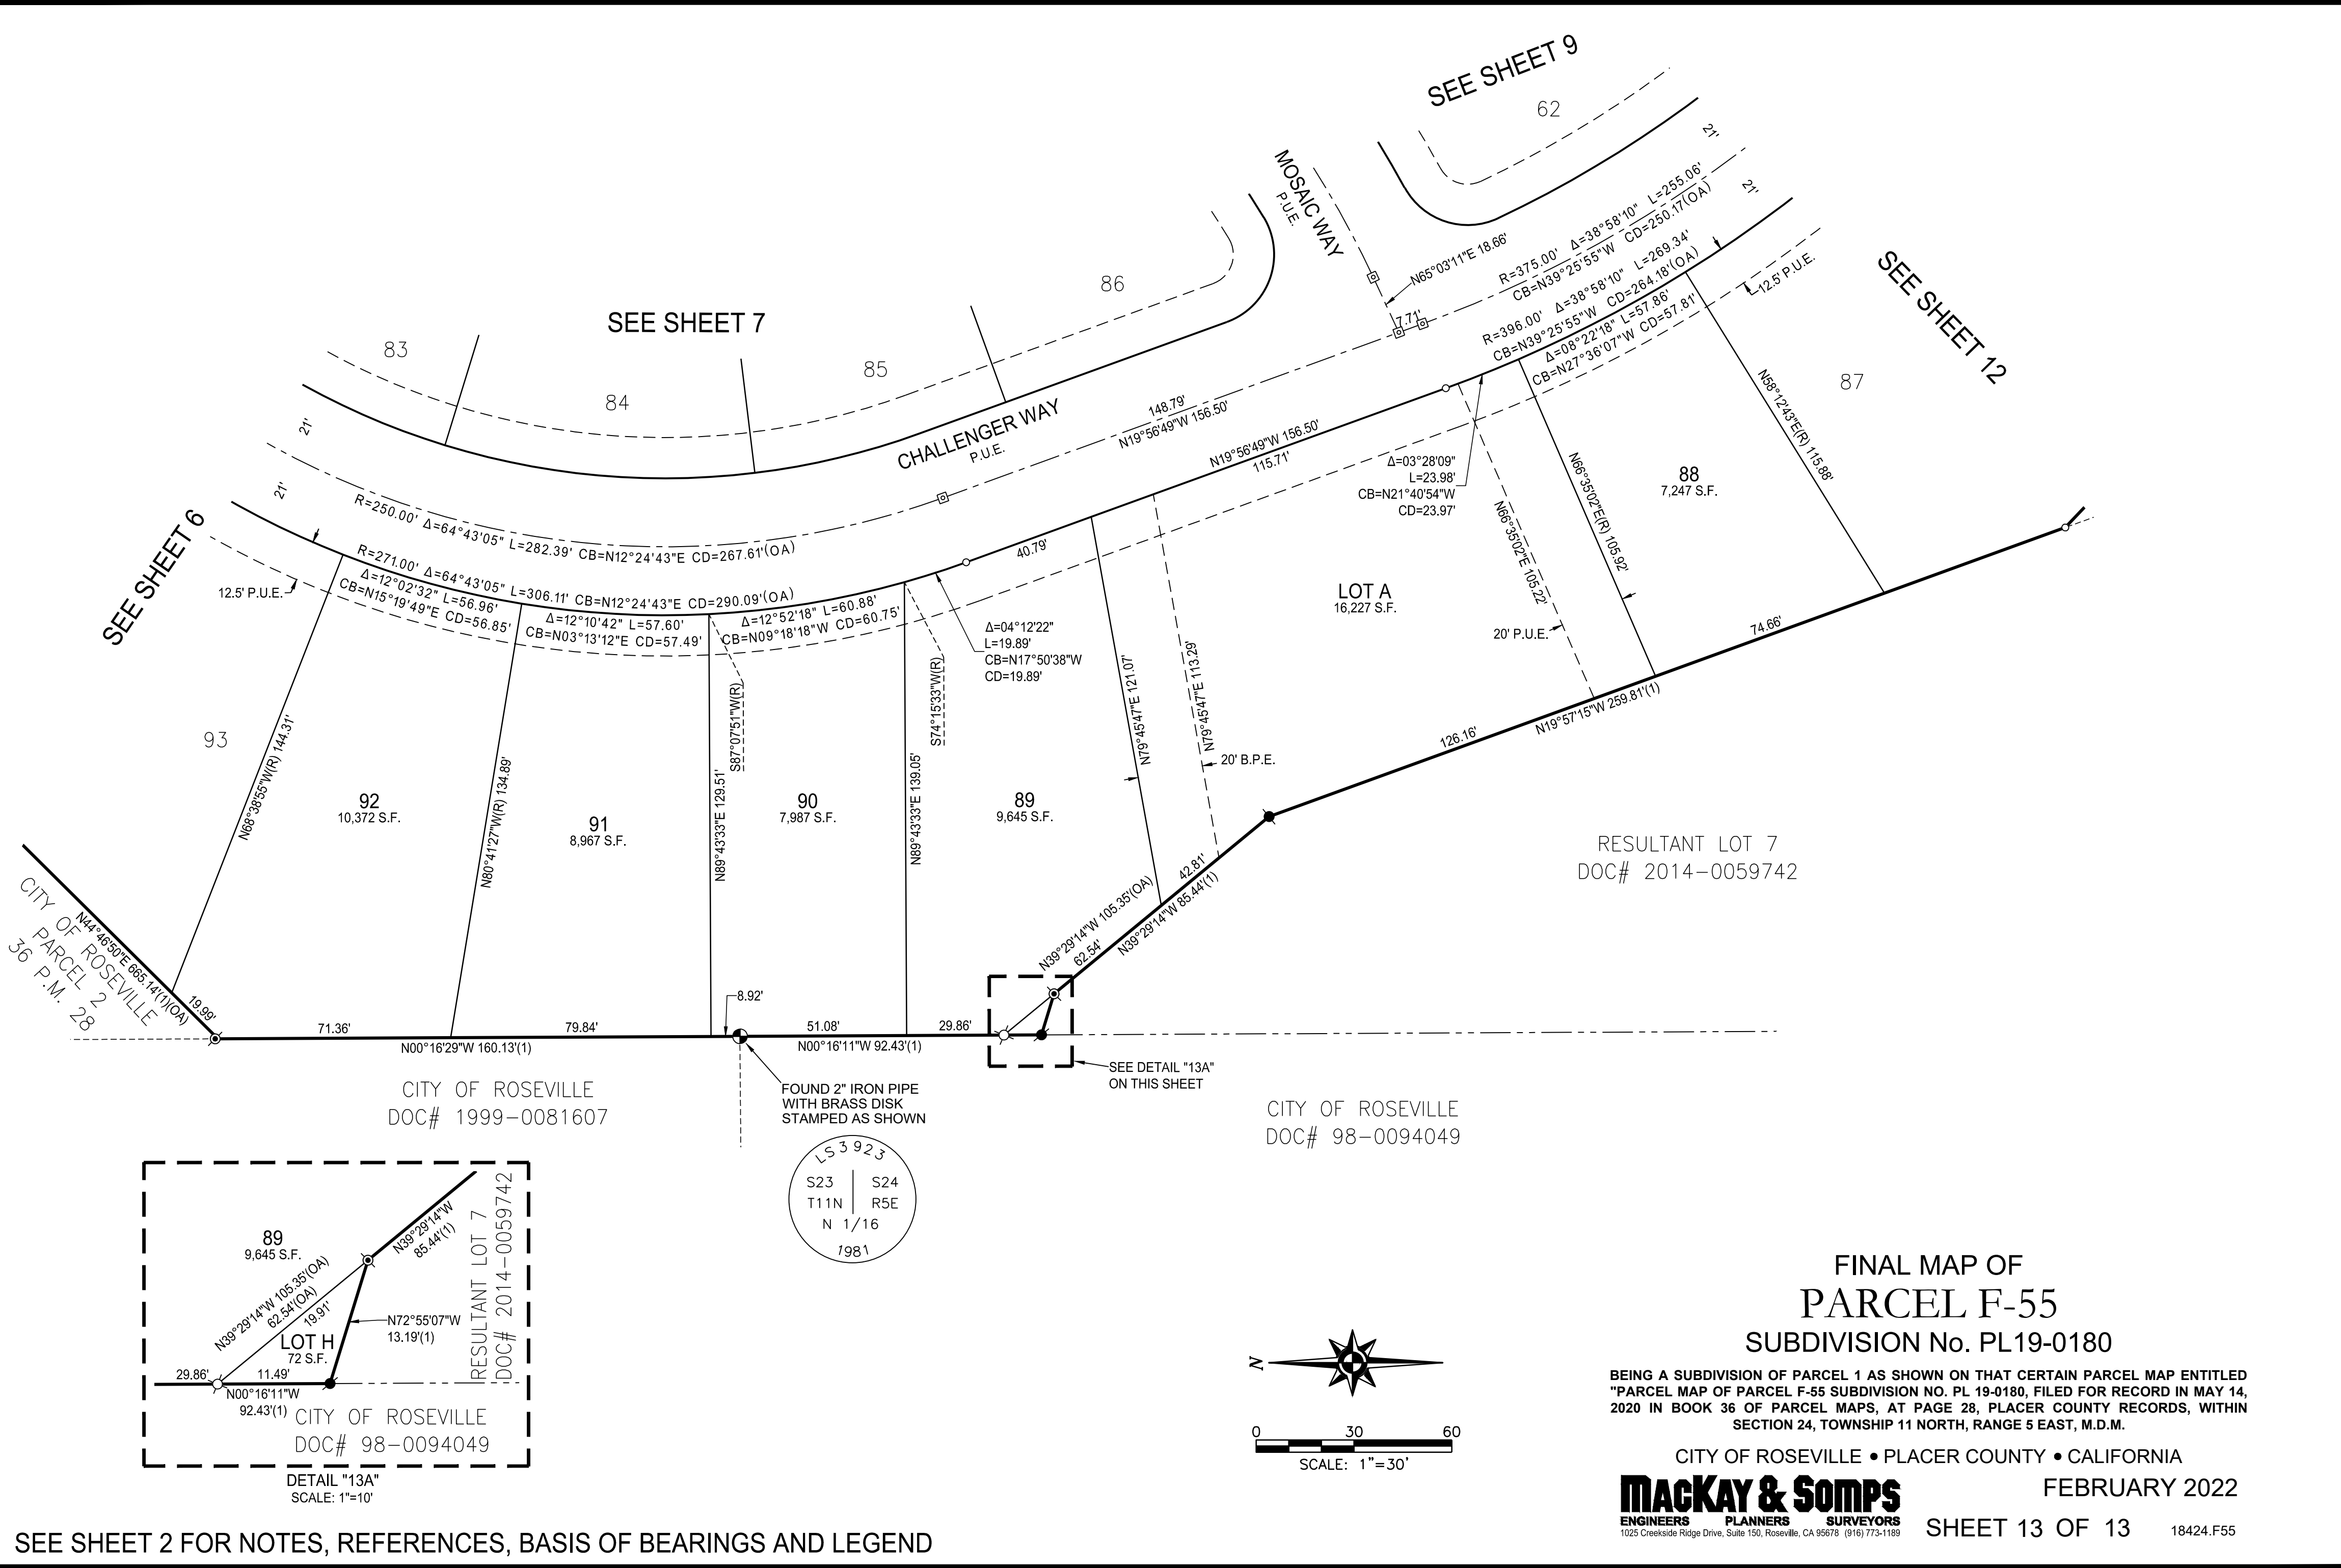 SEE SHEET 9
62
21'
21'
MOSAIC WAY
P.U.E.
N65°03'11"E 18.66'
R=375.00' Δ=38°58'10" L=255.06'
CB=N39°25'55"W CD=250.17'(OA)
R=396.00' Δ=38°58'10" L=269.34'
CB=N39°25'55"W CD=264.18'(OA)
Δ=08°22'18" L=57.86'
CB=N27°36'07"W CD=57.81'
12.5' P.U.E.
SEE SHEET 12
7.71'
86
SEE SHEET 7
83
84
85
CHALLENGER WAY
P.U.E.
148.79'
N19°56'49"W 156.50'
N19°56'49"W 156.50'
115.71'
40.79'
Δ=03°28'09"
L=23.98'
CB=N21°40'54"W
CD=23.97'
N66°35'02"E 105.22'
N66°35'02"E(R) 105.92'
88
7,247 S.F.
N58°12'43"E(R) 115.88'
87
LOT A
16,227 S.F.
20' P.U.E.
74.66'
N19°57'15"W 259.81'(1)
126.16'
SEE SHEET 6
21'
21'
R=250.00' Δ=64°43'05" L=282.39' CB=N12°24'43"E CD=267.61'(OA)
R=271.00' Δ=64°43'05" L=306.11' CB=N12°24'43"E CD=290.09'(OA)
12.5' P.U.E.
Δ=12°02'32" L=56.96'
CB=N15°19'49"E CD=56.85'
Δ=12°10'42" L=57.60'
CB=N03°13'12"E CD=57.49'
Δ=12°52'18" L=60.88'
CB=N09°18'18"W CD=60.75'
Δ=04°12'22"
L=19.89'
CB=N17°50'38"W
CD=19.89'
S87°07'51"W(R)
S74°15'33"W(R)
93
N68°38'55"W(R) 144.31'
92
10,372 S.F.
N80°41'27"W(R) 134.89'
91
8,967 S.F.
N89°43'33"E 129.51'
90
7,987 S.F.
N89°43'33"E 139.05'
89
9,645 S.F.
N79°45'47"E 121.07'
N79°45'47"E 113.29'
20' B.P.E.
42.81'
N39°29'14"W 105.35'(OA)
62.54'
N39°29'14"W 85.44'(1)
RESULTANT LOT 7
DOC# 2014-0059742
N44°46'50"E 665.14'(1)(OA)
19.99'
CITY OF ROSEVILLE
PARCEL 2
36 P.M. 28
71.36'
79.84'
8.92'
51.08'
29.86'
N00°16'29"W 160.13'(1)
N00°16'11"W 92.43'(1)
SEE DETAIL "13A"
ON THIS SHEET
CITY OF ROSEVILLE
DOC# 1999-0081607
FOUND 2" IRON PIPE
WITH BRASS DISK
STAMPED AS SHOWN
LS3923
S23 S24
T11N R5E
N 1/16
1981
CITY OF ROSEVILLE
DOC# 98-0094049
89
9,645 S.F.
N39°29'14"W 105.35'(OA)
62.54'(OA)
19.91'
N39°29'14"W
85.44'(1)
RESULTANT LOT 7
DOC# 2014-0059742
LOT H
72 S.F.
N72°55'07"W
13.19'(1)
29.86'
11.49'
N00°16'11"W
92.43'(1)
CITY OF ROSEVILLE
DOC# 98-0094049
DETAIL "13A"
SCALE: 1"=10'
N
0 30 60
SCALE: 1"=30'
FINAL MAP OF
PARCEL F-55
SUBDIVISION No. PL19-0180
BEING A SUBDIVISION OF PARCEL 1 AS SHOWN ON THAT CERTAIN PARCEL MAP ENTITLED
"PARCEL MAP OF PARCEL F-55 SUBDIVISION NO. PL 19-0180, FILED FOR RECORD IN MAY 14,
2020 IN BOOK 36 OF PARCEL MAPS, AT PAGE 28, PLACER COUNTY RECORDS, WITHIN
SECTION 24, TOWNSHIP 11 NORTH, RANGE 5 EAST, M.D.M.
CITY OF ROSEVILLE • PLACER COUNTY • CALIFORNIA
MACKAY & SOMPS
ENGINEERS PLANNERS SURVEYORS
1025 Creekside Ridge Drive, Suite 150, Roseville, CA 95678 (916) 773-1189
FEBRUARY 2022
SHEET 13 OF 13
18424.F55
SEE SHEET 2 FOR NOTES, REFERENCES, BASIS OF BEARINGS AND LEGEND